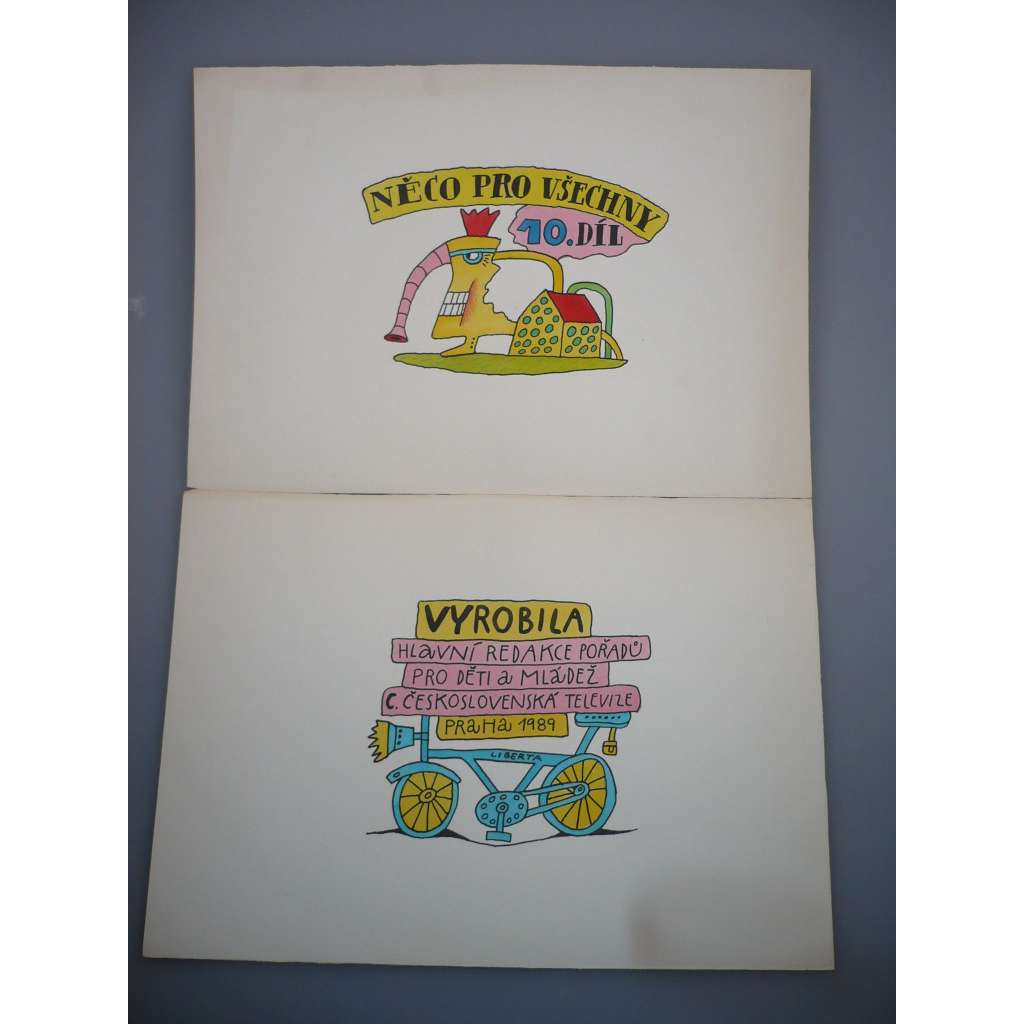 NĚCO PRO VŠECHNY
10. DÍL
VYROBILA
HLaVNÍ REDAKCE POŘADŮ
PRO DĚTI a MLáDEŽ
C. ČESKOSLOVENSKÁ TELEVIZE
PRaHa 1989
LIBERTA